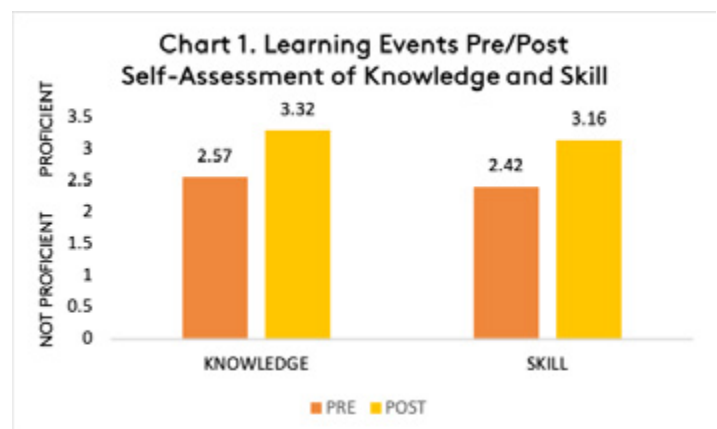 Chart 1. Learning Events Pre/Post
Self-Assessment of Knowledge and Skill
PROFICIENT
NOT PROFICIENT
3.5
3
2.5
2
1.5
1
0.5
0
2.57
3.32
2.42
3.16
KNOWLEDGE
SKILL
PRE
POST